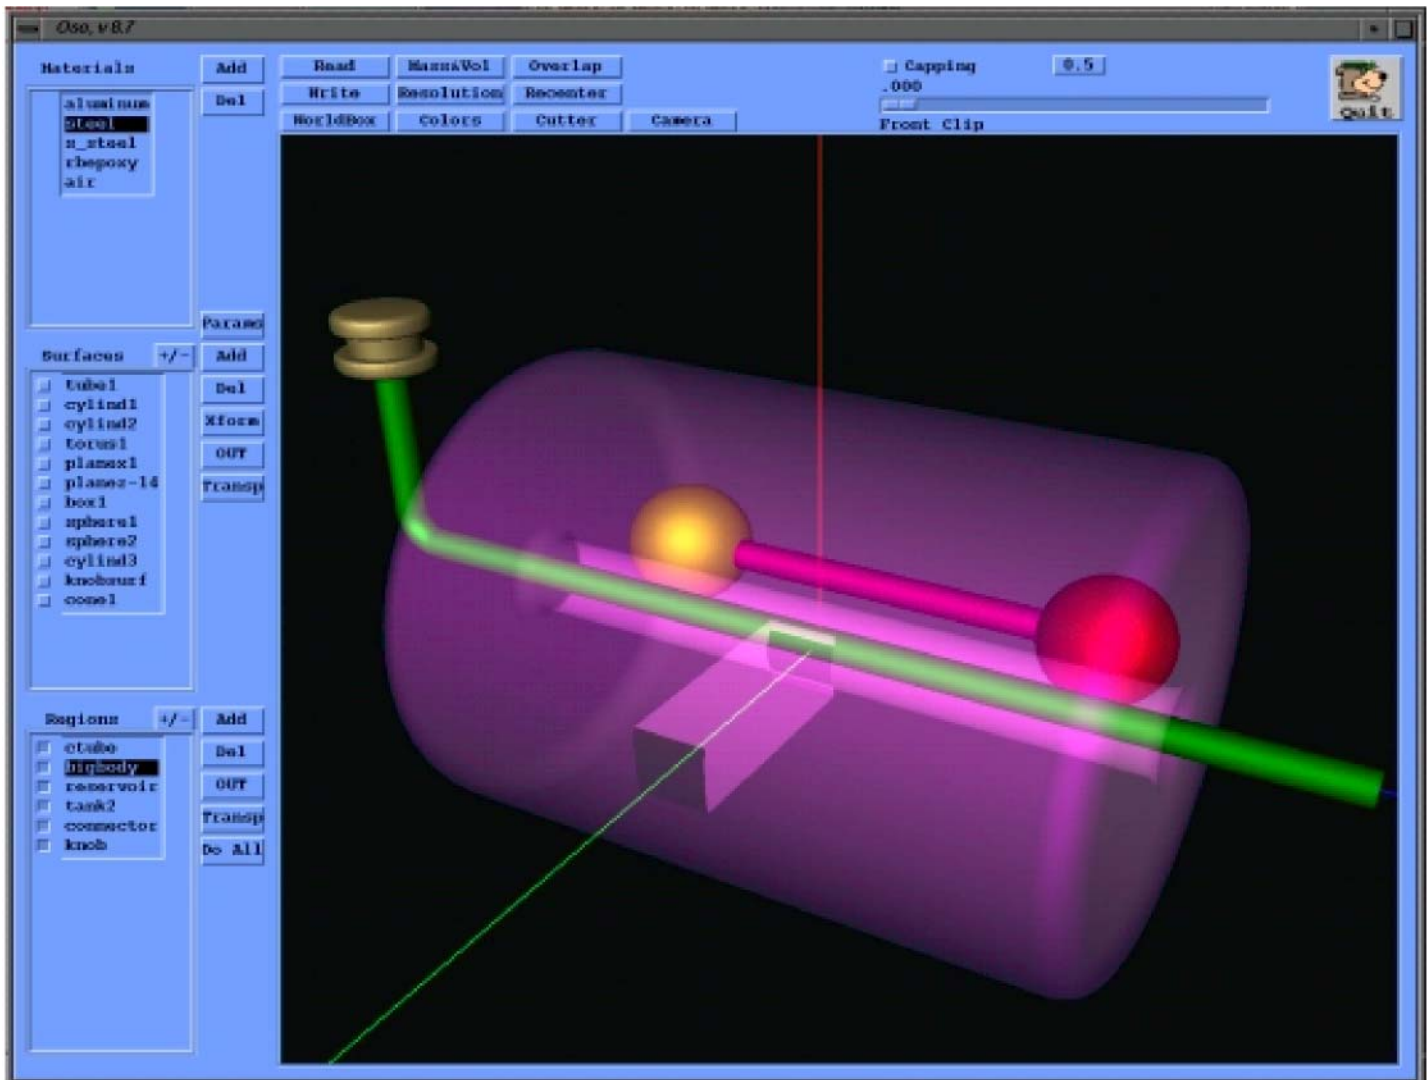 Oso, v 8.7
Materials
Add
Del
aluminum
steel
s_steel
rhepoxy
air
Params
Surfaces +/-
Add
Del
Xform
OUT
Transp
tube1
cylind1
cylind2
torus1
planex1
planez-14
box1
sphere1
sphere2
cylind3
knobsurf
cone1
Regions +/-
Add
Del
OUT
Transp
Do All
ctube
bigbody
reservoir
tank2
connector
knob
Read Mass&Vol Overlap
Write Resolution Recenter
WorldBox Colors Cutter Camera
Capping 0.5
.000
Front Clip
Quit